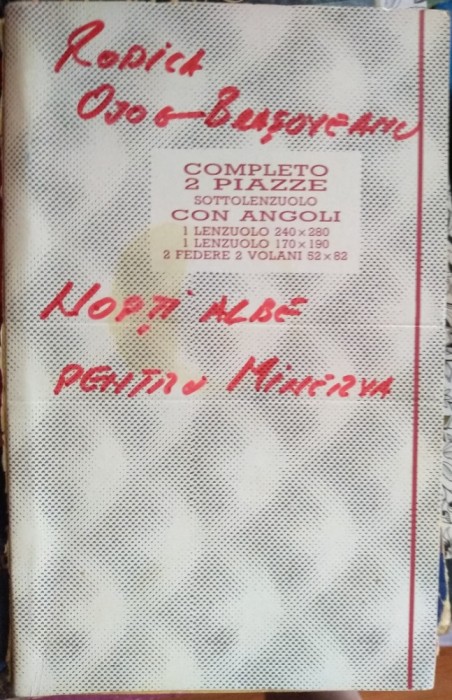 RODICA
OJOG-BRAȘOVEANU
COMPLETO
2 PIAZZE
SOTTOLENZUOLO
CON ANGOLI
1 LENZUOLO 240×280
1 LENZUOLO 170×190
2 FEDERE 2 VOLANI 52×82
NOPȚI ALBE
PENTRU MINERVA